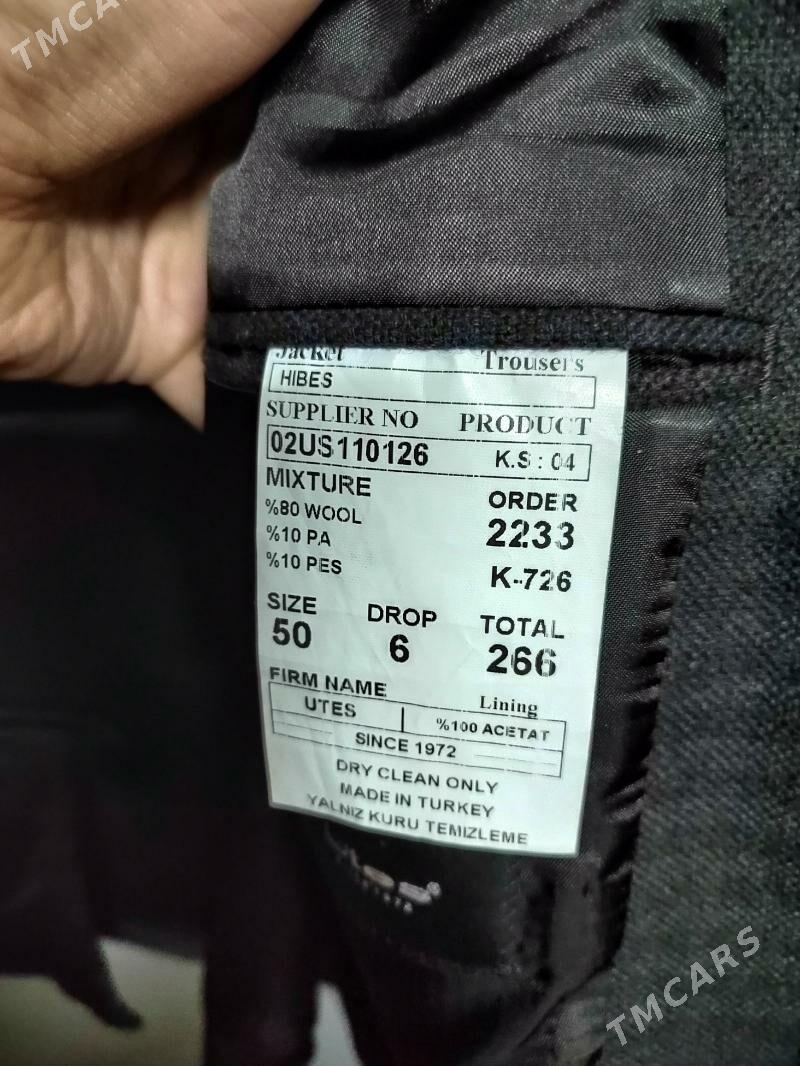 TMCARS
Jacket Trousers
HIBES
SUPPLIER NO PRODUCT
02US110126 K.S : 04
MIXTURE ORDER
%80 WOOL 2233
%10 PA
%10 PES K-726
SIZE DROP TOTAL
50 6 266
FIRM NAME Lining
UTES %100 ACETAT
SINCE 1972
DRY CLEAN ONLY
MADE IN TURKEY
YALNIZ KURU TEMIZLEME
TMCARS